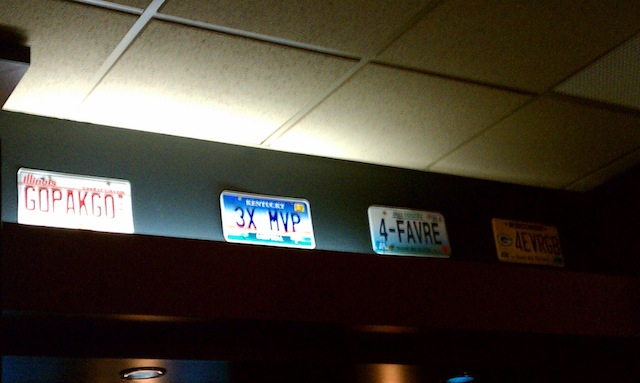 Illinois
GOPAKGO
KENTUCKY
3X MVP
4-FAVRE
G 4EVRGB